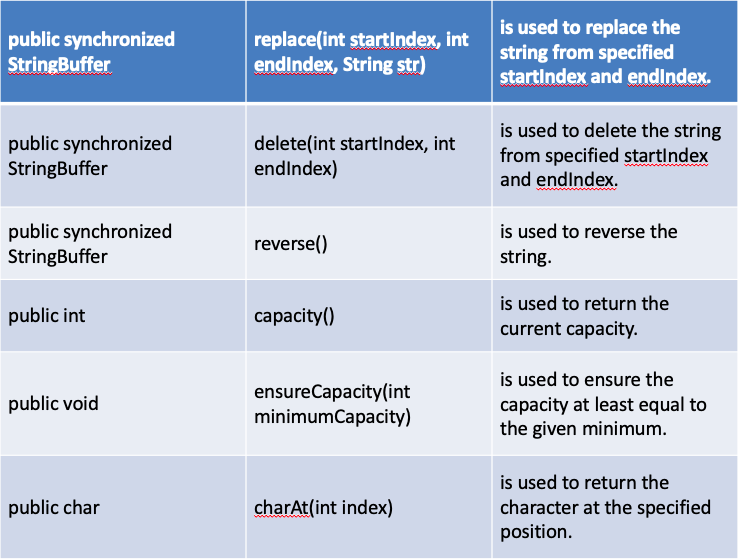 public synchronized
StringBuffer
replace(int startIndex, int
endIndex, String str)
is used to replace the
string from specified
startIndex and endIndex.
public synchronized
StringBuffer
delete(int startIndex, int
endIndex)
is used to delete the string
from specified startIndex
and endIndex.
public synchronized
StringBuffer
reverse()
is used to reverse the
string.
public int
capacity()
is used to return the
current capacity.
public void
ensureCapacity(int
minimumCapacity)
is used to ensure the
capacity at least equal to
the given minimum.
public char
charAt(int index)
is used to return the
character at the specified
position.